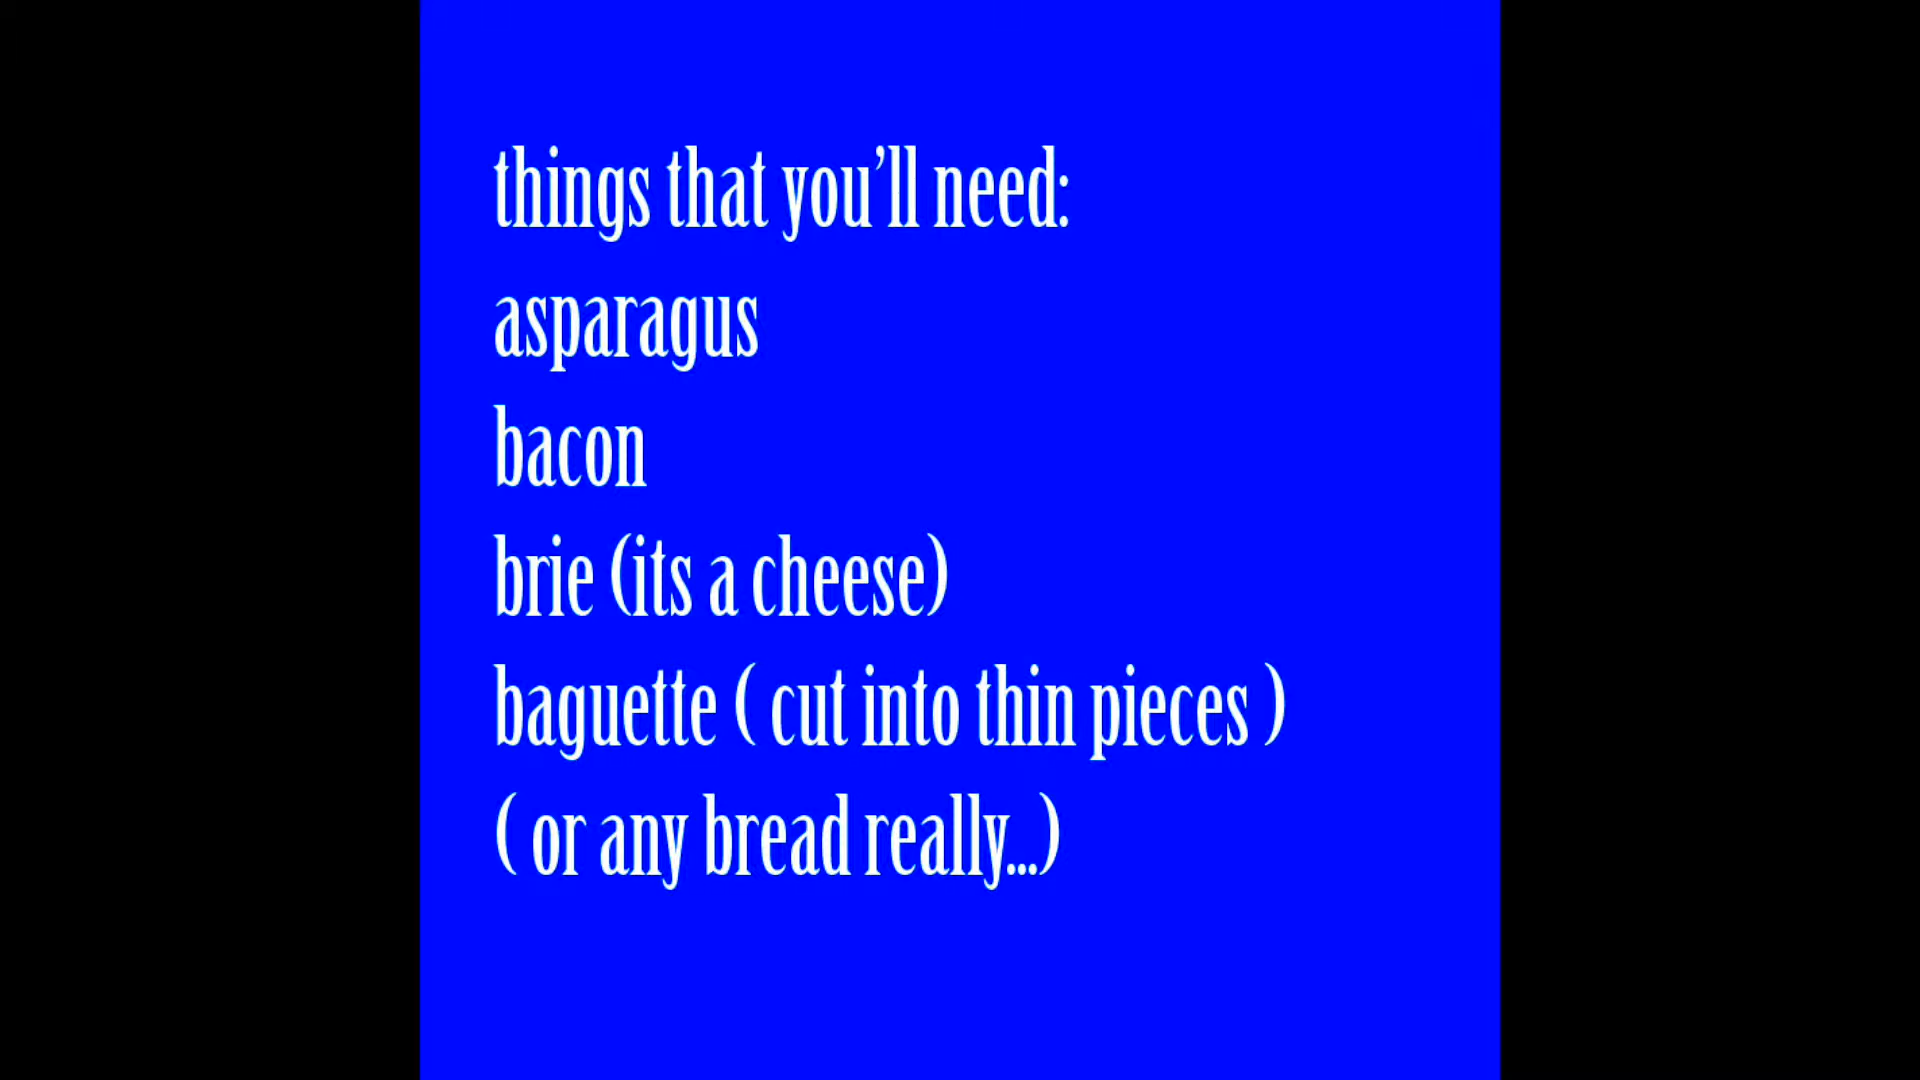 things that you’ll need:
asparagus
bacon
brie (its a cheese)
baguette ( cut into thin pieces )
( or any bread really...)